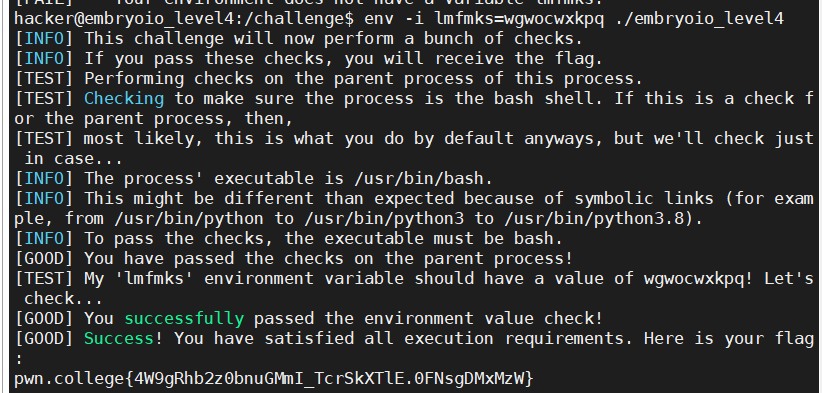 hacker@embryoio_level4:/challenge$ env -i lmfmks=wgwocwxkpq ./embryoio_level4
[INFO] This challenge will now perform a bunch of checks.
[INFO] If you pass these checks, you will receive the flag.
[TEST] Performing checks on the parent process of this process.
[TEST] Checking to make sure the process is the bash shell. If this is a check f
or the parent process, then,
[TEST] most likely, this is what you do by default anyways, but we'll check just
 in case...
[INFO] The process' executable is /usr/bin/bash.
[INFO] This might be different than expected because of symbolic links (for exam
ple, from /usr/bin/python to /usr/bin/python3 to /usr/bin/python3.8).
[INFO] To pass the checks, the executable must be bash.
[GOOD] You have passed the checks on the parent process!
[TEST] My 'lmfmks' environment variable should have a value of wgwocwxkpq! Let's
 check...
[GOOD] You successfully passed the environment value check!
[GOOD] Success! You have satisfied all execution requirements. Here is your flag
:
pwn.college{4W9gRhb2z0bnuGMmI_TcrSkXTlE.0FNsgDMxMzW}